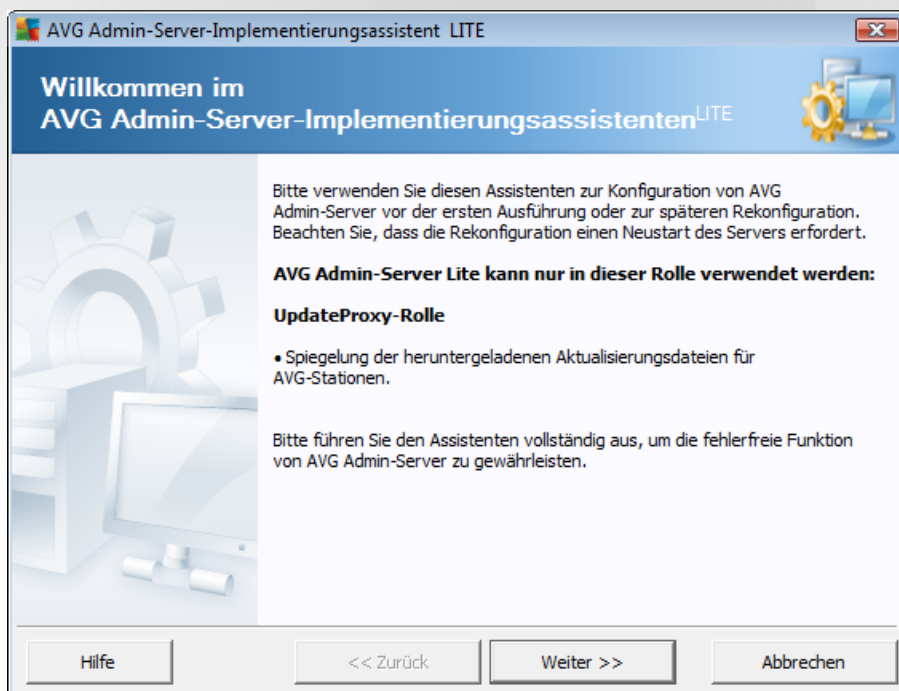 AVG Admin-Server-Implementierungsassistent LITE
Willkommen im
AVG Admin-Server-Implementierungsassistenten LITE
Bitte verwenden Sie diesen Assistenten zur Konfiguration von AVG
Admin-Server vor der ersten Ausführung oder zur späteren Rekonfiguration.
Beachten Sie, dass die Rekonfiguration einen Neustart des Servers erfordert.
AVG Admin-Server Lite kann nur in dieser Rolle verwendet werden:
UpdateProxy-Rolle
• Spiegelung der heruntergeladenen Aktualisierungsdateien für
AVG-Stationen.
Bitte führen Sie den Assistenten vollständig aus, um die fehlerfreie Funktion
von AVG Admin-Server zu gewährleisten.
Hilfe
<< Zurück
Weiter >>
Abbrechen